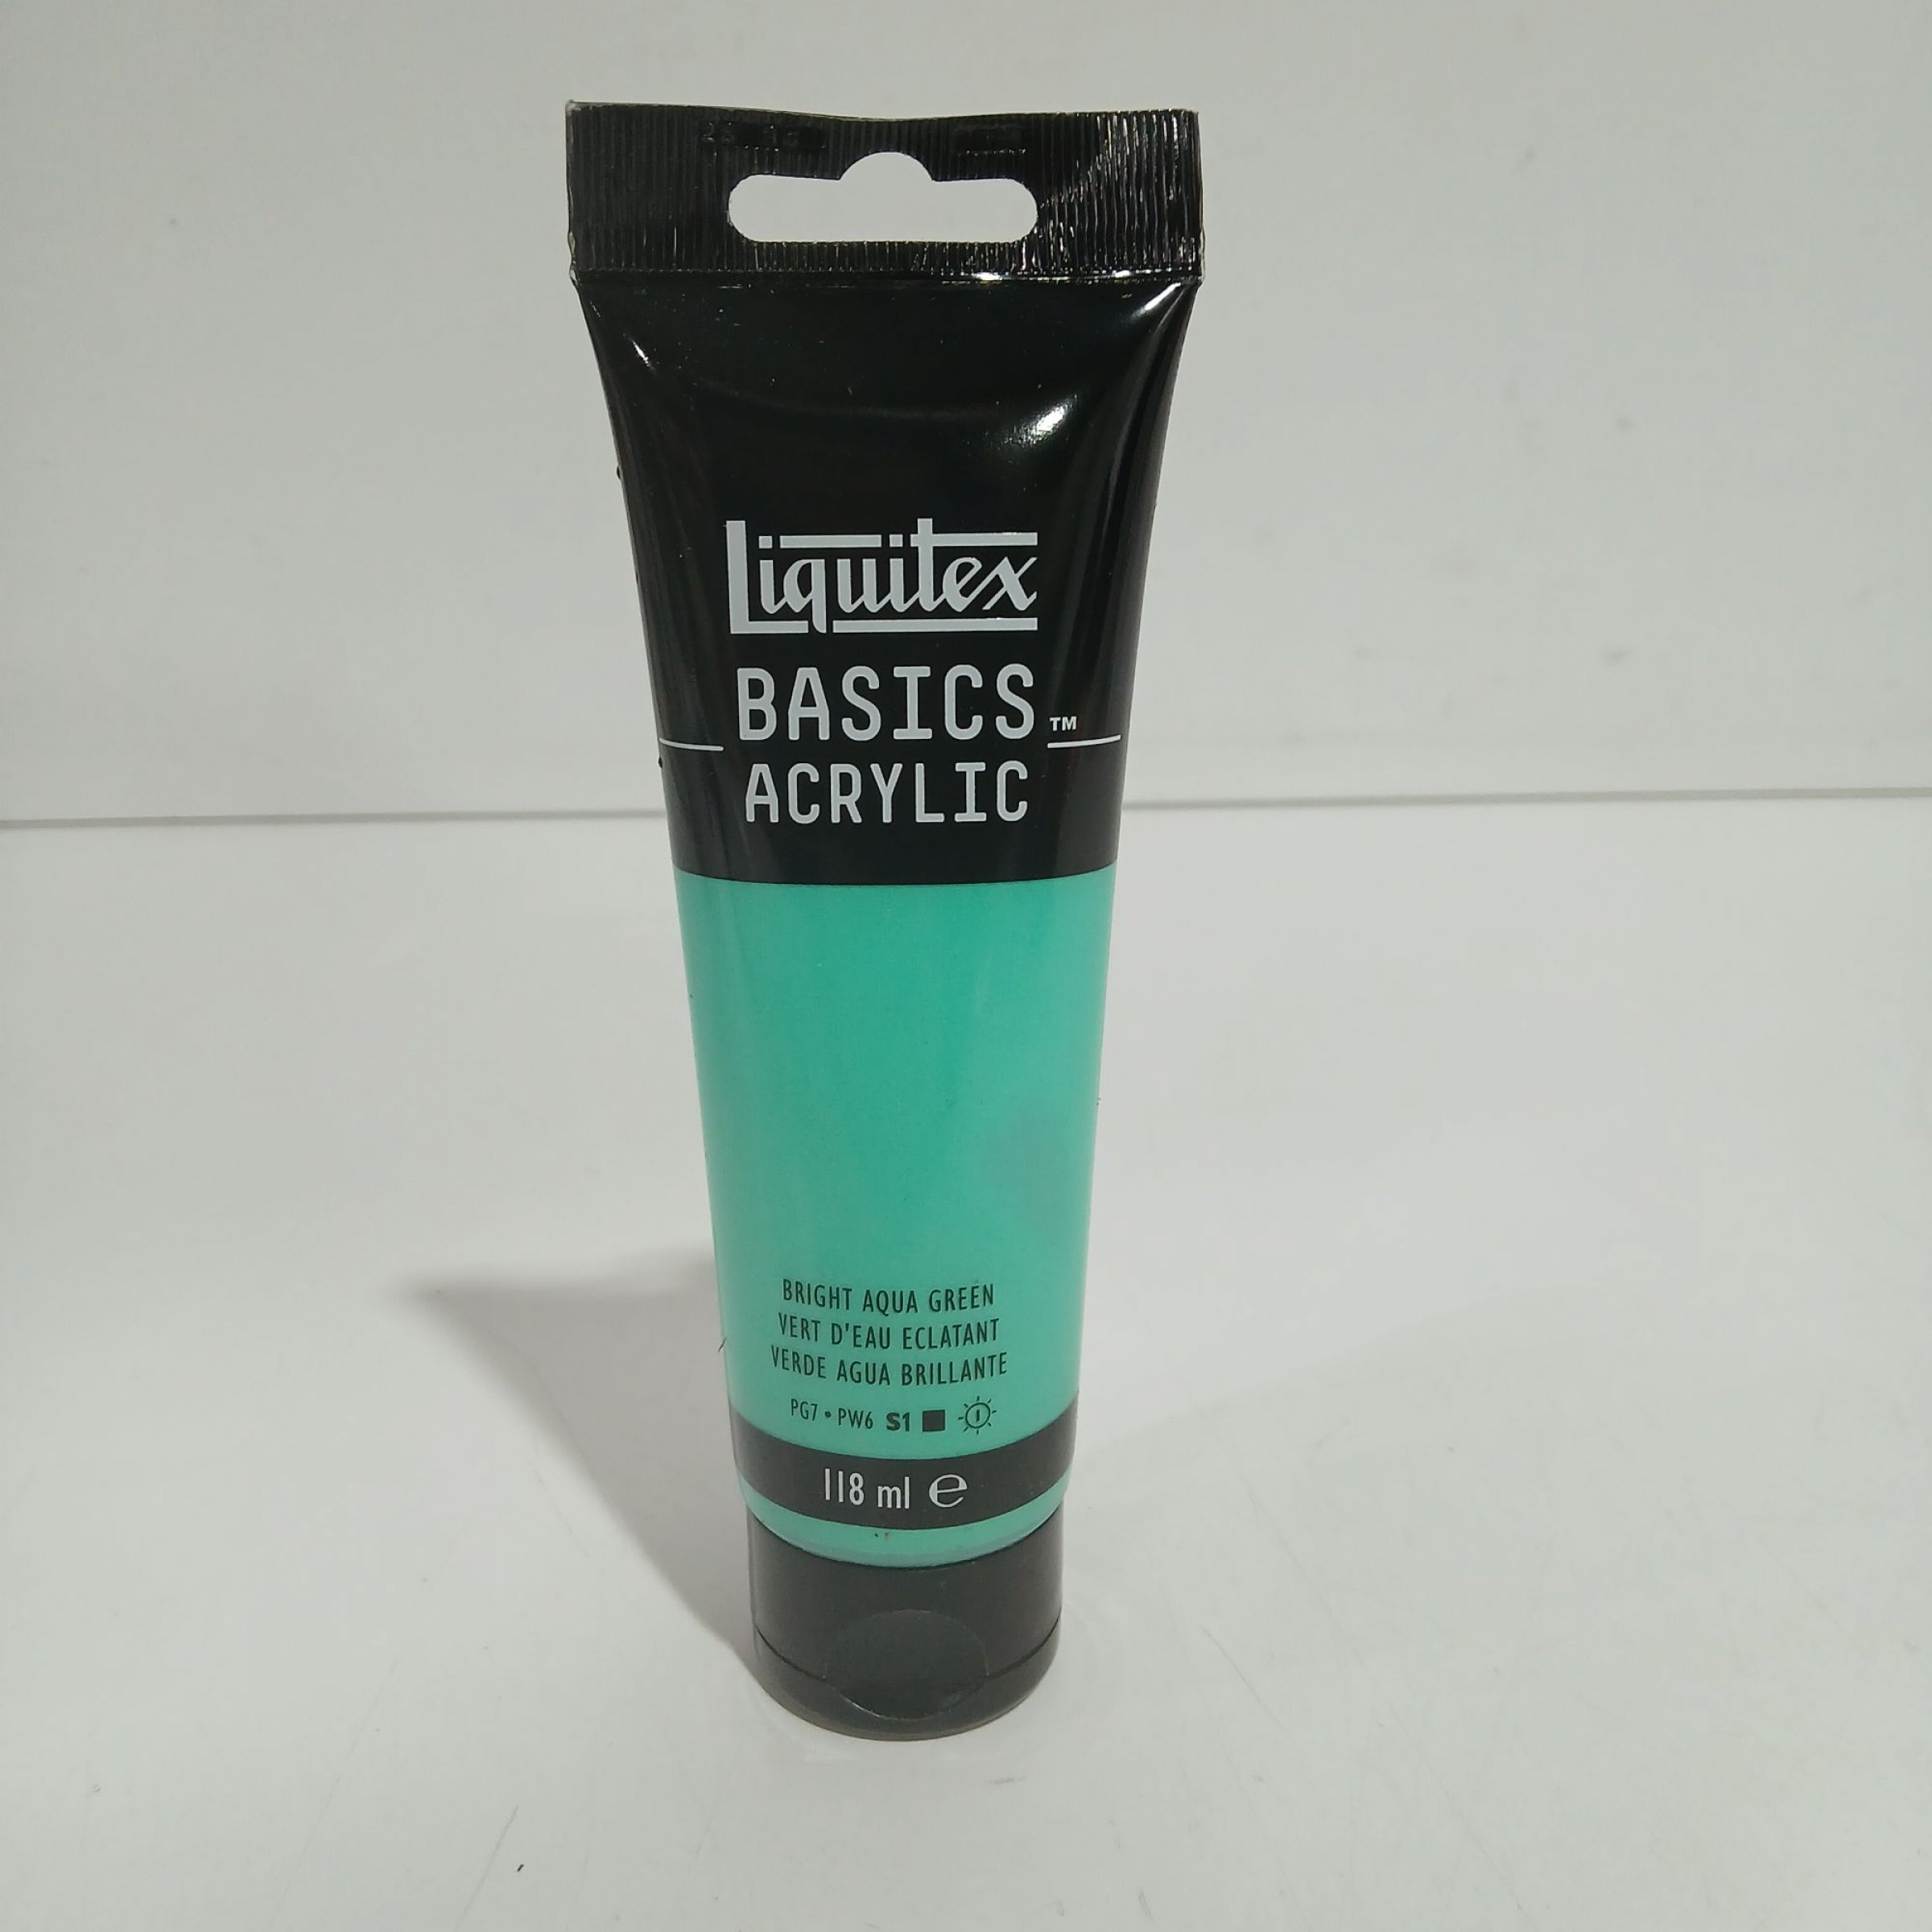 Liquitex
BASICS™
ACRYLIC
BRIGHT AQUA GREEN
VERT D'EAU ECLATANT
VERDE AGUA BRILLANTE
PG7 • PW6 S1 I
118 ml ℮